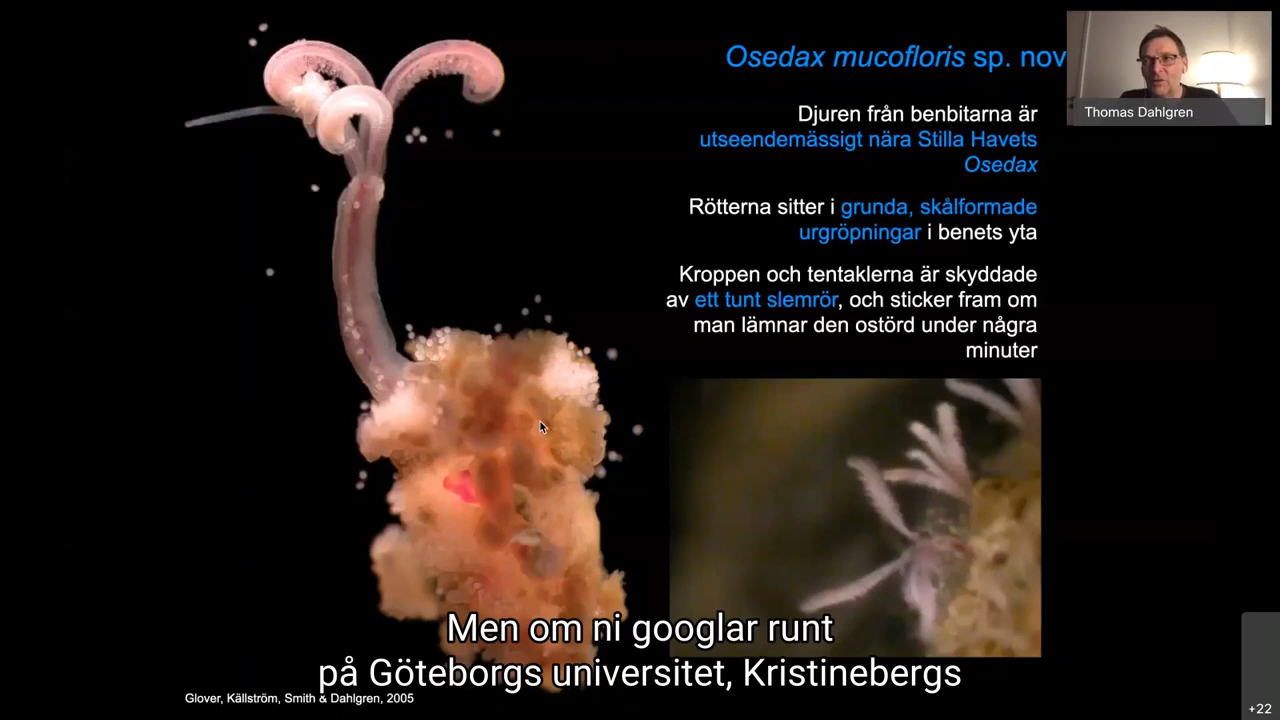 Osedax mucofloris sp. nov
Thomas Dahlgren
Djuren från benbitarna är
utseendemässigt nära Stilla Havets
Osedax
Rötterna sitter i grunda, skålformade
urgröpningar i benets yta
Kroppen och tentaklerna är skyddade
av ett tunt slemrör, och sticker fram om
man lämnar den ostörd under några
minuter
Men om ni googlar runt
på Göteborgs universitet, Kristinebergs
Glover, Källström, Smith & Dahlgren, 2005
+22